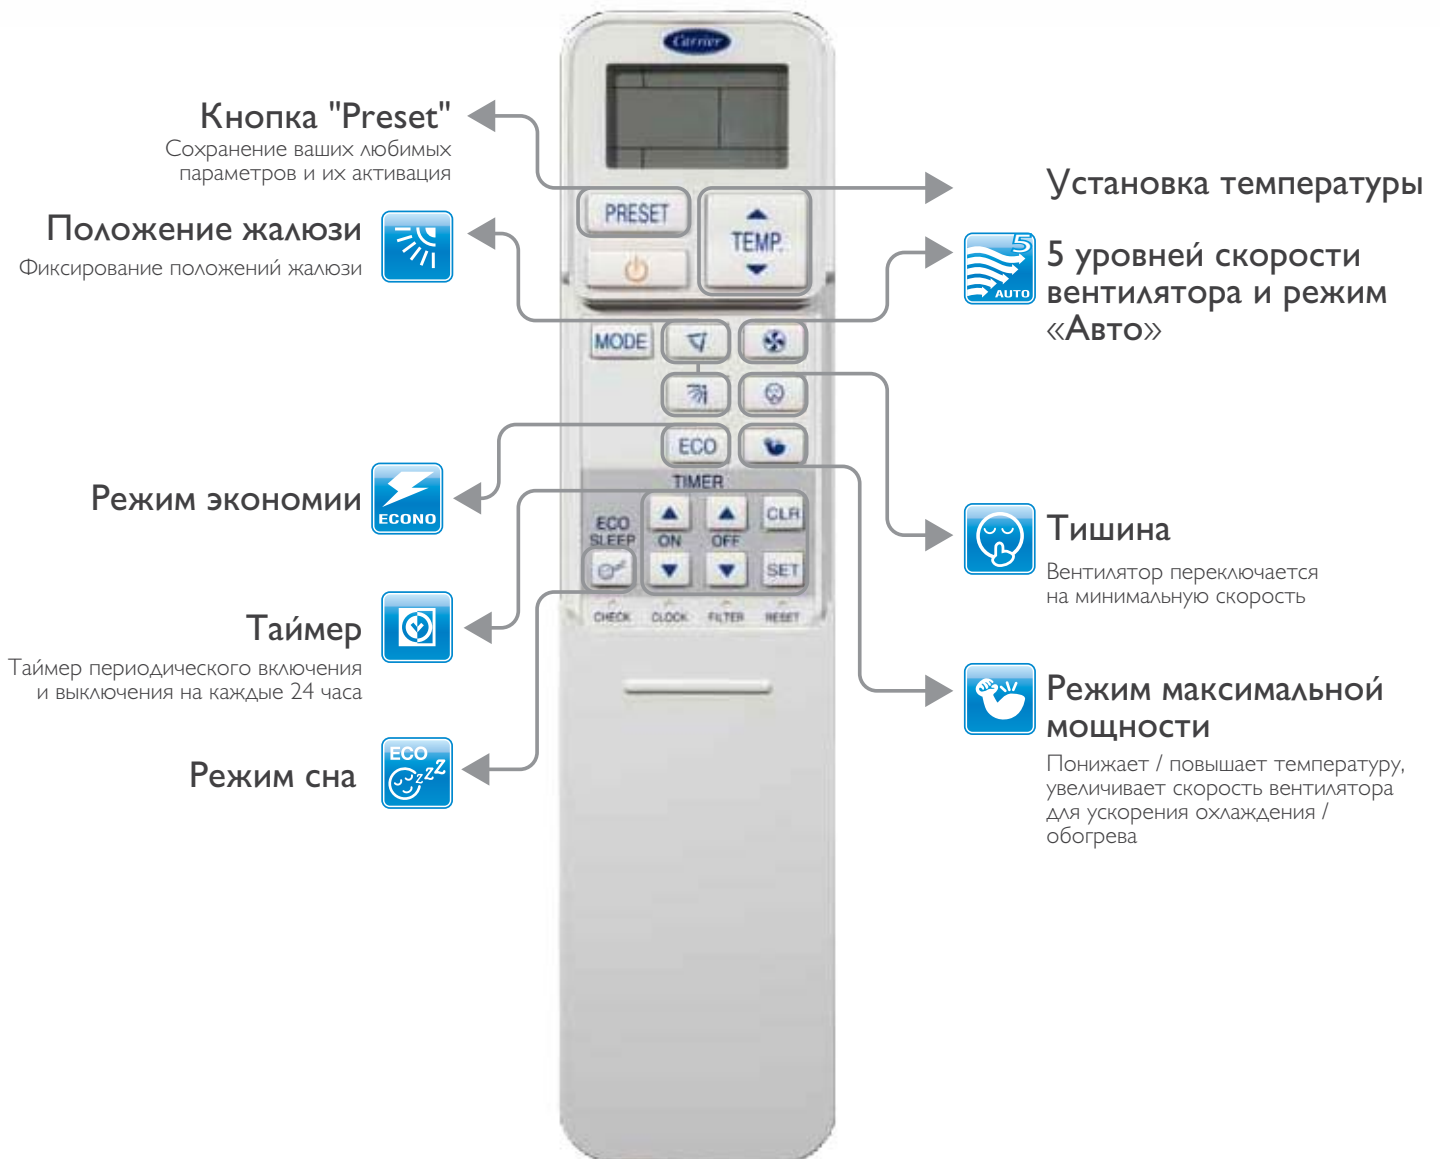 Carrier
Кнопка "Preset"
Сохранение ваших любимых
параметров и их активация
Положение жалюзи
Фиксирование положений жалюзи
Режим экономии
ECONO
Таймер
Таймер периодического включения
и выключения на каждые 24 часа
Режим сна
ECO
zzZ
PRESET
TEMP.
MODE
ECO
TIMER
ECO
SLEEP
ON
OFF
CLR
SET
CHECK
CLOCK
FILTER
RESET
Установка температуры
5
AUTO
5 уровней скорости
вентилятора и режим
«Авто»
Тишина
Вентилятор переключается
на минимальную скорость
Режим максимальной
мощности
Понижает / повышает температуру,
увеличивает скорость вентилятора
для ускорения охлаждения /
обогрева